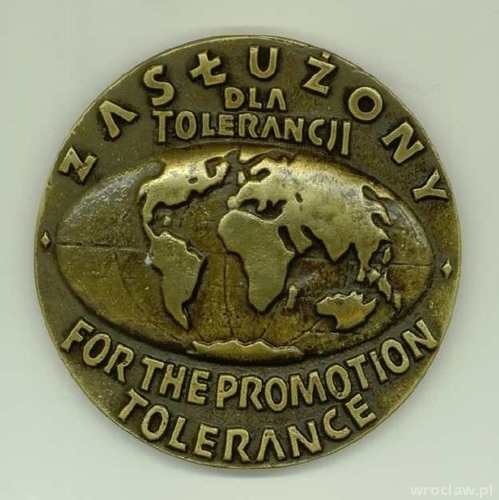 ZASŁUŻONY
DLA
TOLERANCJI
FOR THE PROMOTION
TOLERANCE
wroclaw.pl